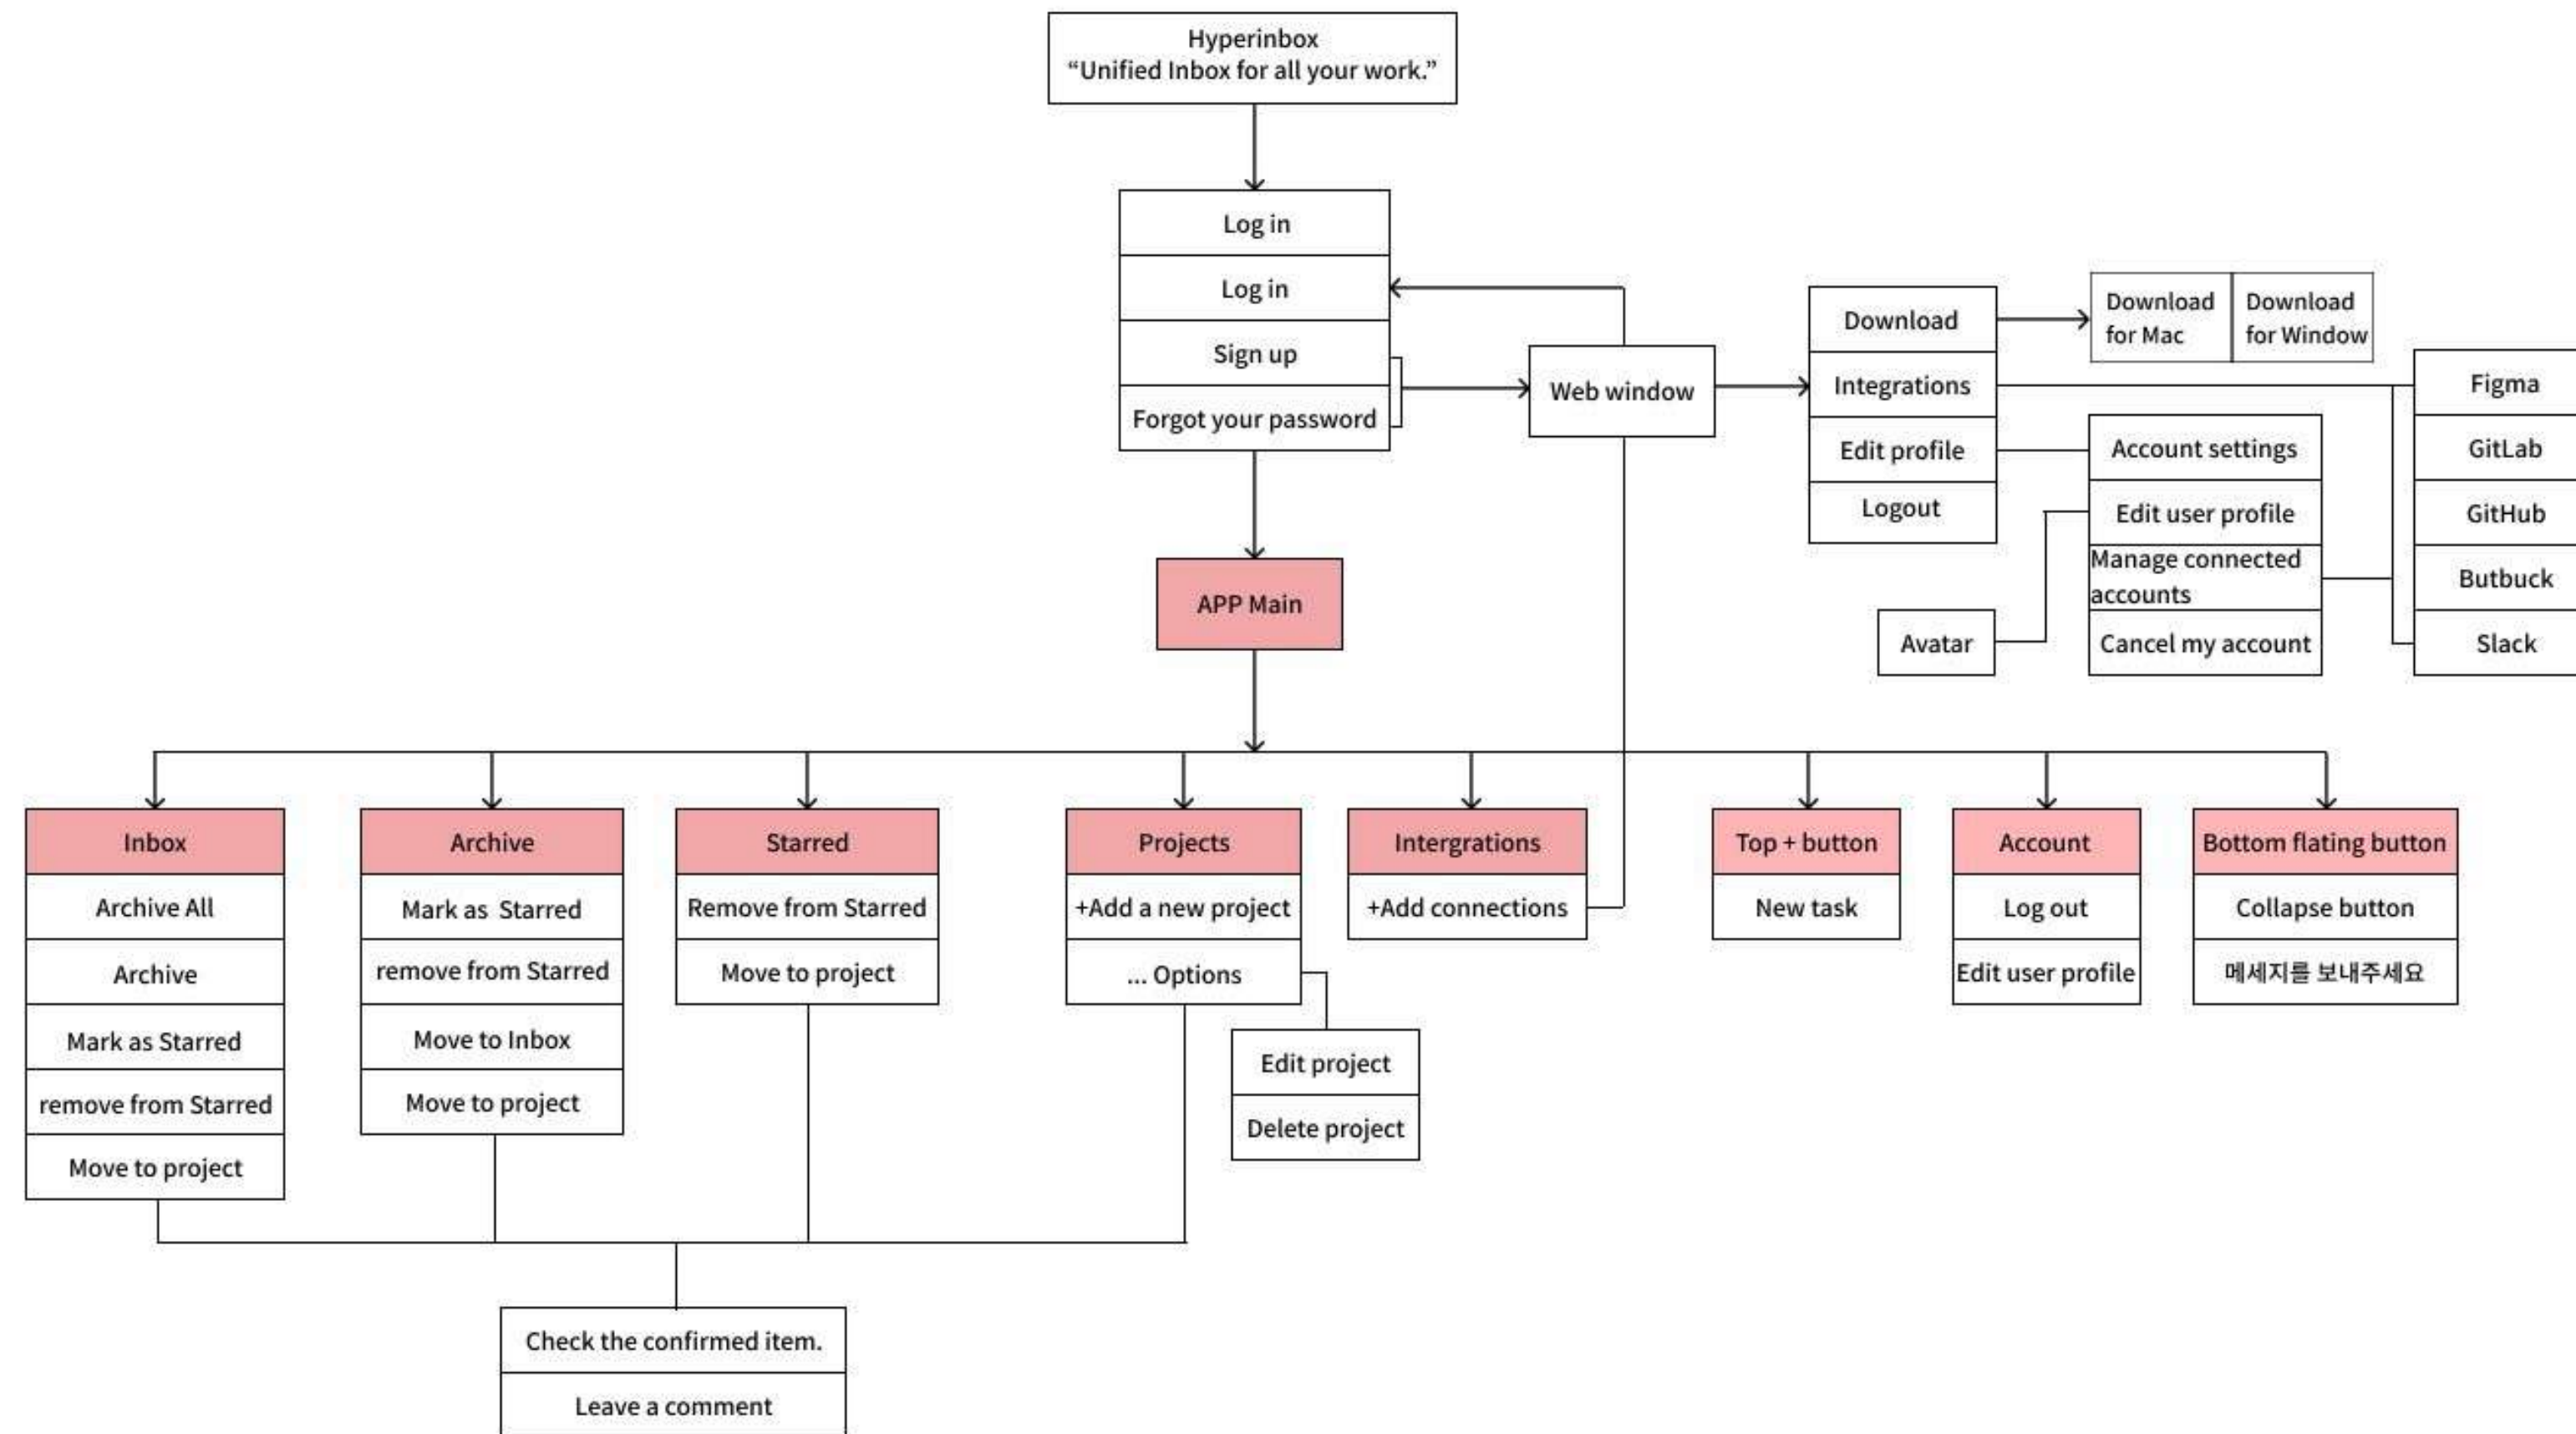 Hyperinbox
“Unified Inbox for all your work.”
Log in
Log in
Sign up
Forgot your password
Web window
Download
Integrations
Edit profile
Logout
Download
for Mac
Download
for Window
Account settings
Edit user profile
Manage connected
accounts
Cancel my account
Avatar
Figma
GitLab
GitHub
Butbuck
Slack
APP Main
Inbox
Archive All
Archive
Mark as Starred
remove from Starred
Move to project
Archive
Mark as Starred
remove from Starred
Move to Inbox
Move to project
Starred
Remove from Starred
Move to project
Projects
+Add a new project
... Options
Edit project
Delete project
Intergrations
+Add connections
Top + button
New task
Account
Log out
Edit user profile
Bottom flating button
Collapse button
메세지를 보내주세요
Check the confirmed item.
Leave a comment